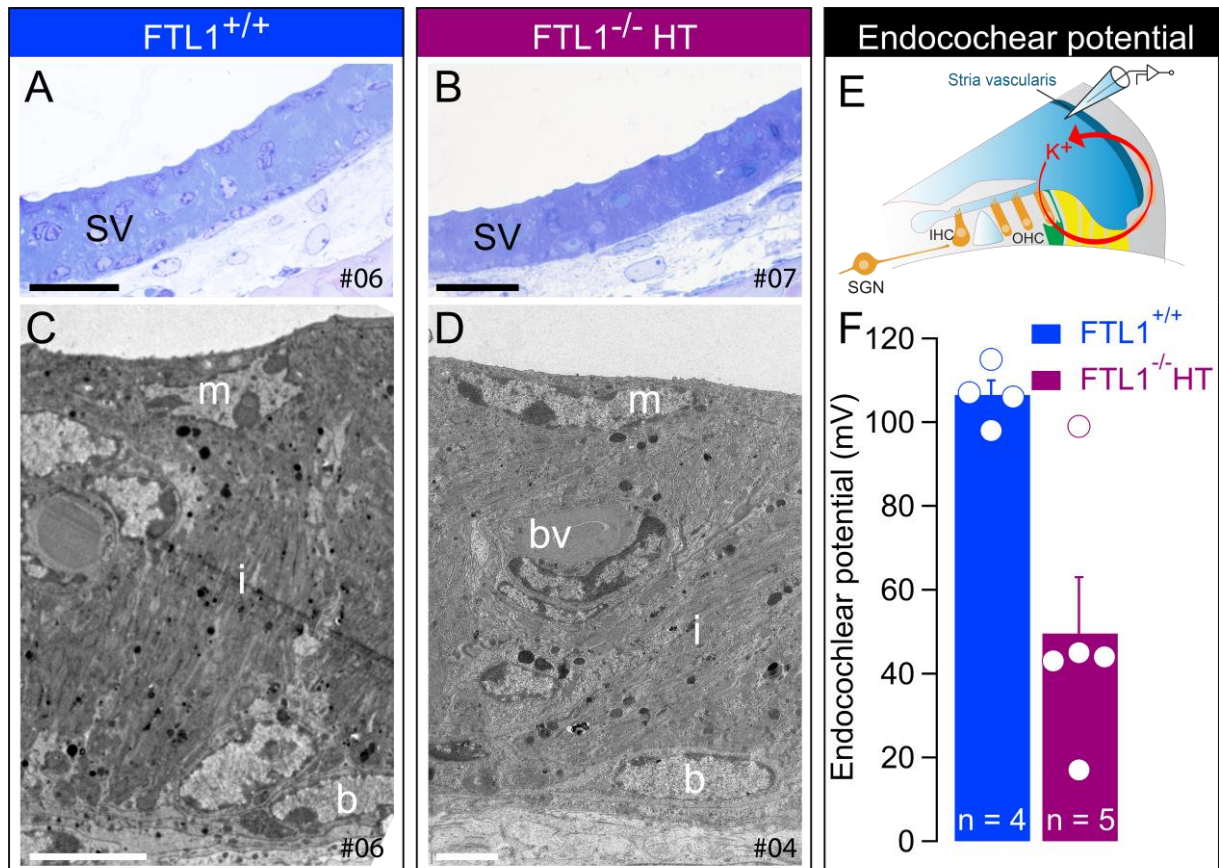 FTL1+/+
FTL1-/- HT
Endocochear potential
A
SV
#06
B
SV
#07
C
m
i
b
#06
D
m
bv
i
b
#04
E
Stria vascularis
K+
IHC
OHC
SGN
F
FTL1+/+
FTL1-/-HT
Endocochlear potential (mV)
120
100
80
60
40
20
0
n = 4
n = 5